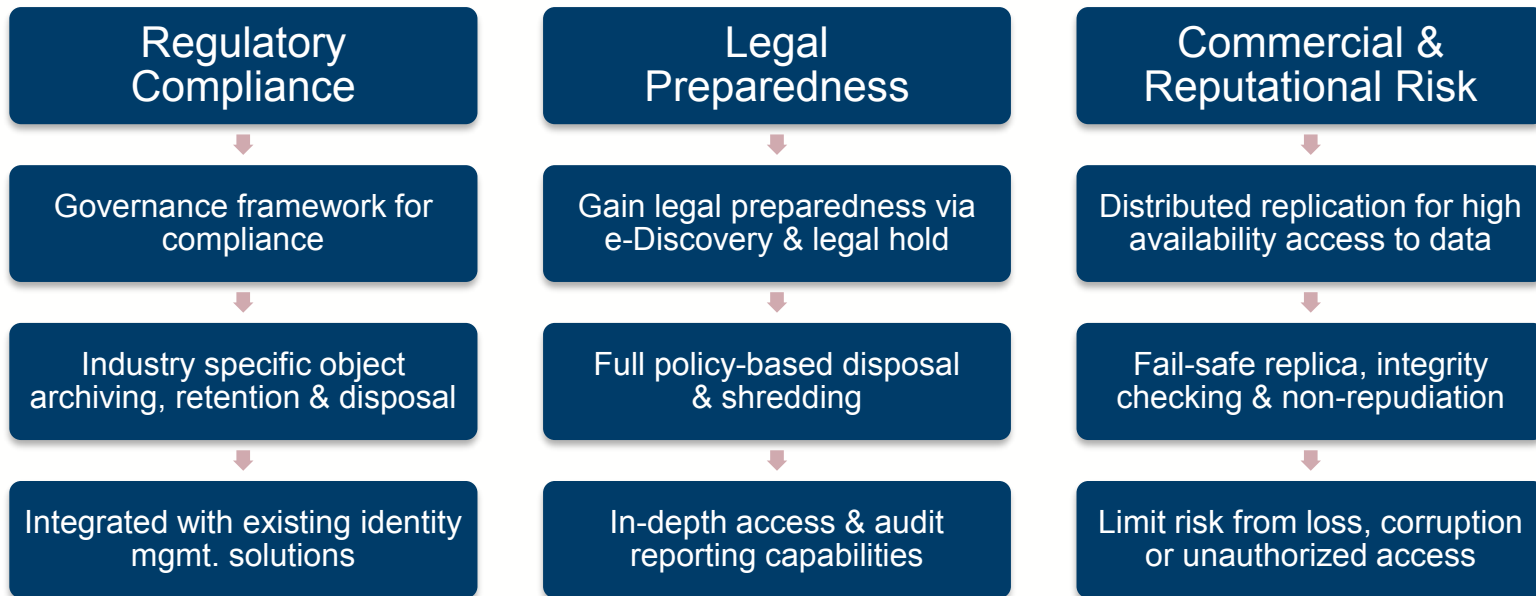 Regulatory
Compliance
Governance framework for
compliance
Industry specific object
archiving, retention & disposal
Integrated with existing identity
mgmt. solutions
Legal
Preparedness
Gain legal preparedness via
e-Discovery & legal hold
Full policy-based disposal
& shredding
In-depth access & audit
reporting capabilities
Commercial &
Reputational Risk
Distributed replication for high
availability access to data
Fail-safe replica, integrity
checking & non-repudiation
Limit risk from loss, corruption
or unauthorized access